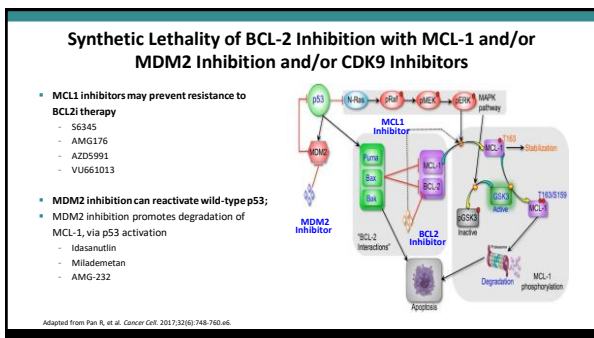 Synthetic Lethality of BCL-2 Inhibition with MCL-1 and/or
MDM2 Inhibition and/or CDK9 Inhibitors
▪ MCL1 inhibitors may prevent resistance to
BCL2i therapy
- S6345
- AMG176
- AZD5991
- VU661013
▪ MDM2 inhibition can reactivate wild-type p53;
▪ MDM2 inhibition promotes degradation of
MCL-1, via p53 activation
- Idasanutlin
- Milademetan
- AMG-232
p53
N-Ras
pRaf
pMEK
pERK
MAPK
pathway
MCL1
Inhibitor
MDM2
Puma
Bax
Bak
MCL-1
BCL-2
MCL-1
T163
Stabilization
GSK3
Active
T163/S159
MCL-1
pGSK3
Inactive
MDM2
Inhibitor
BCL2
Inhibitor
"BCL-2
Interactions"
Proteasome
Degradation
MCL-1
phosphorylation
Apoptosis
Adapted from Pan R, et al. Cancer Cell. 2017;32(6):748-760.e6.